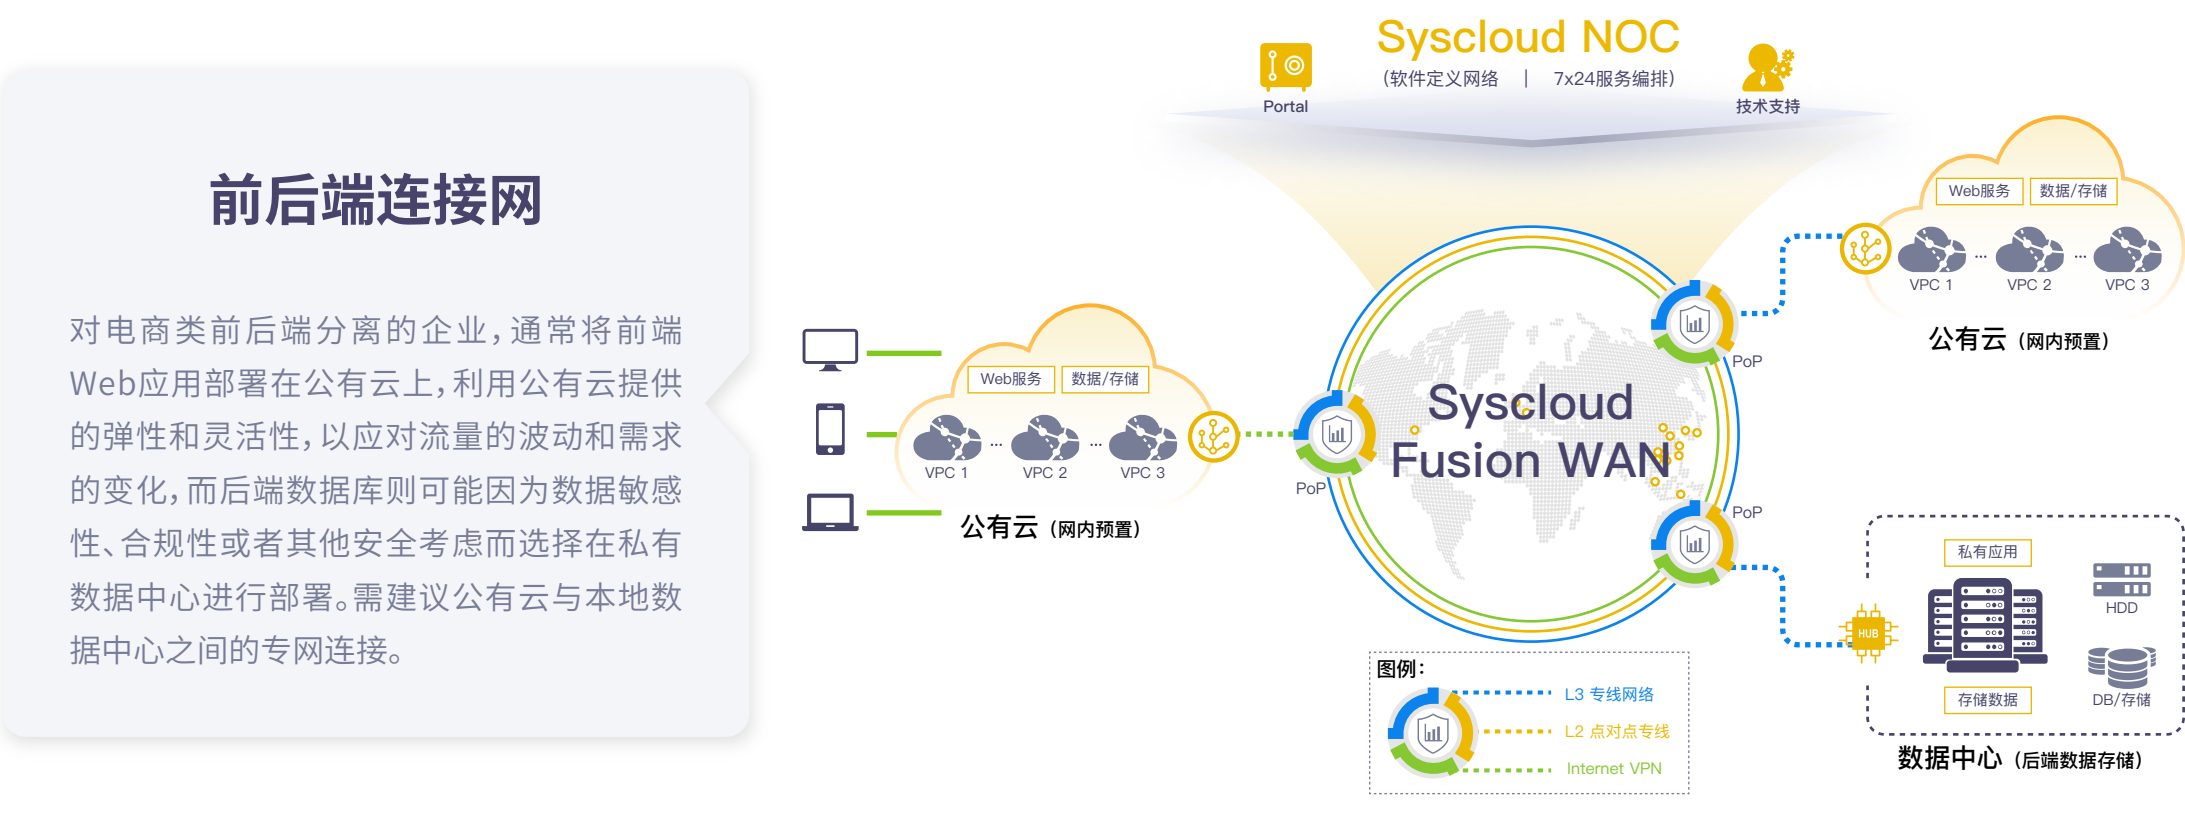 前后端连接网
对电商类前后端分离的企业，通常将前端
Web应用部署在公有云上，利用公有云提供
的弹性和灵活性，以应对流量的波动和需求
的变化，而后端数据库则可能因为数据敏感
性、合规性或者其他安全考虑而选择在私有
数据中心进行部署。需建议公有云与本地数
据中心之间的专网连接。
Syscloud NOC
(软件定义网络 | 7x24服务编排)
Portal
技术支持
Web服务
数据/存储
VPC 1
...
VPC 2
...
VPC 3
公有云（网内预置）
PoP
Syscloud
Fusion WAN
PoP
PoP
Web服务
数据/存储
VPC 1
...
VPC 2
...
VPC 3
公有云（网内预置）
私有应用
HUB
HDD
存储数据
DB/存储
数据中心（后端数据存储）
图例：
L3 专线网络
L2 点对点专线
Internet VPN